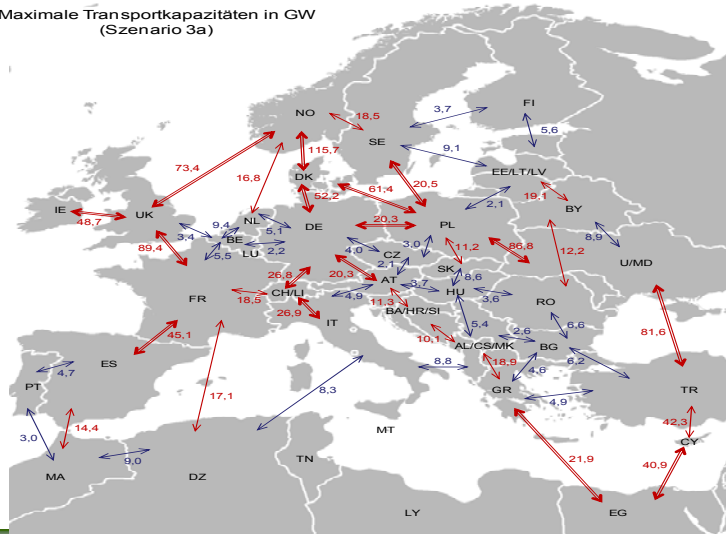 Maximale Transportkapazitäten in GW
(Szenario 3a)
NO
18,5
3,7
FI
SE
5,6
73,4
115,7
9,1
16,8
DK
EE/LT/LV
61,4
20,5
19,1
52,2
2,1
BY
IE
48,7
UK
NL
9,4
5,1
3,4
DE
20,3
PL
8,9
BE
89,4
5,5
LU
2,2
4,0
3,0
11,2
86,8
12,2
CZ
U/MD
2,1
SK
26,8
20,3
8,6
AT
3,7
FR
18,5
CH/LI
4,9
HU
3,6
RO
11,3
26,9
BA/HR/SI
IT
5,4
6,6
81,6
45,1
10,1
2,6
AL/CS/MK
BG
ES
8,8
18,9
4,6
6,2
4,7
PT
8,3
GR
TR
17,1
4,9
3,0
14,4
MT
42,3
CY
9,0
21,9
40,9
MA
DZ
TN
LY
EG